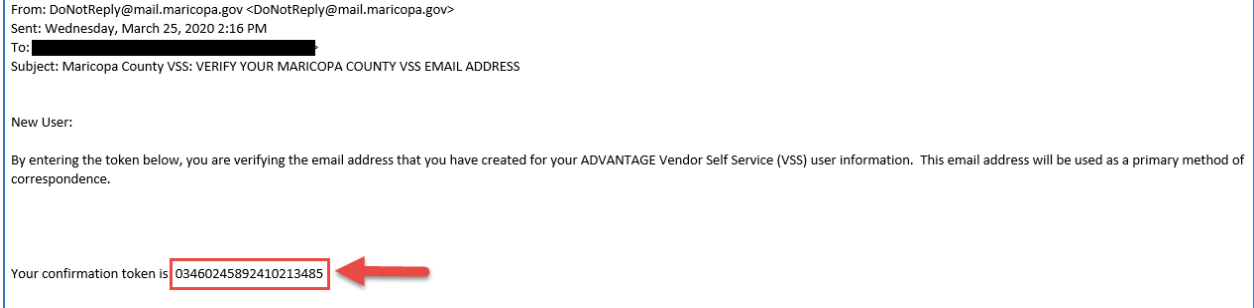 From: DoNotReply@mail.maricopa.gov <DoNotReply@mail.maricopa.gov>
Sent: Wednesday, March 25, 2020 2:16 PM
To:
Subject: Maricopa County VSS: VERIFY YOUR MARICOPA COUNTY VSS EMAIL ADDRESS
New User:
By entering the token below, you are verifying the email address that you have created for your ADVANTAGE Vendor Self Service (VSS) user information.  This email address will be used as a primary method of
correspondence.
Your confirmation token is 03460245892410213485